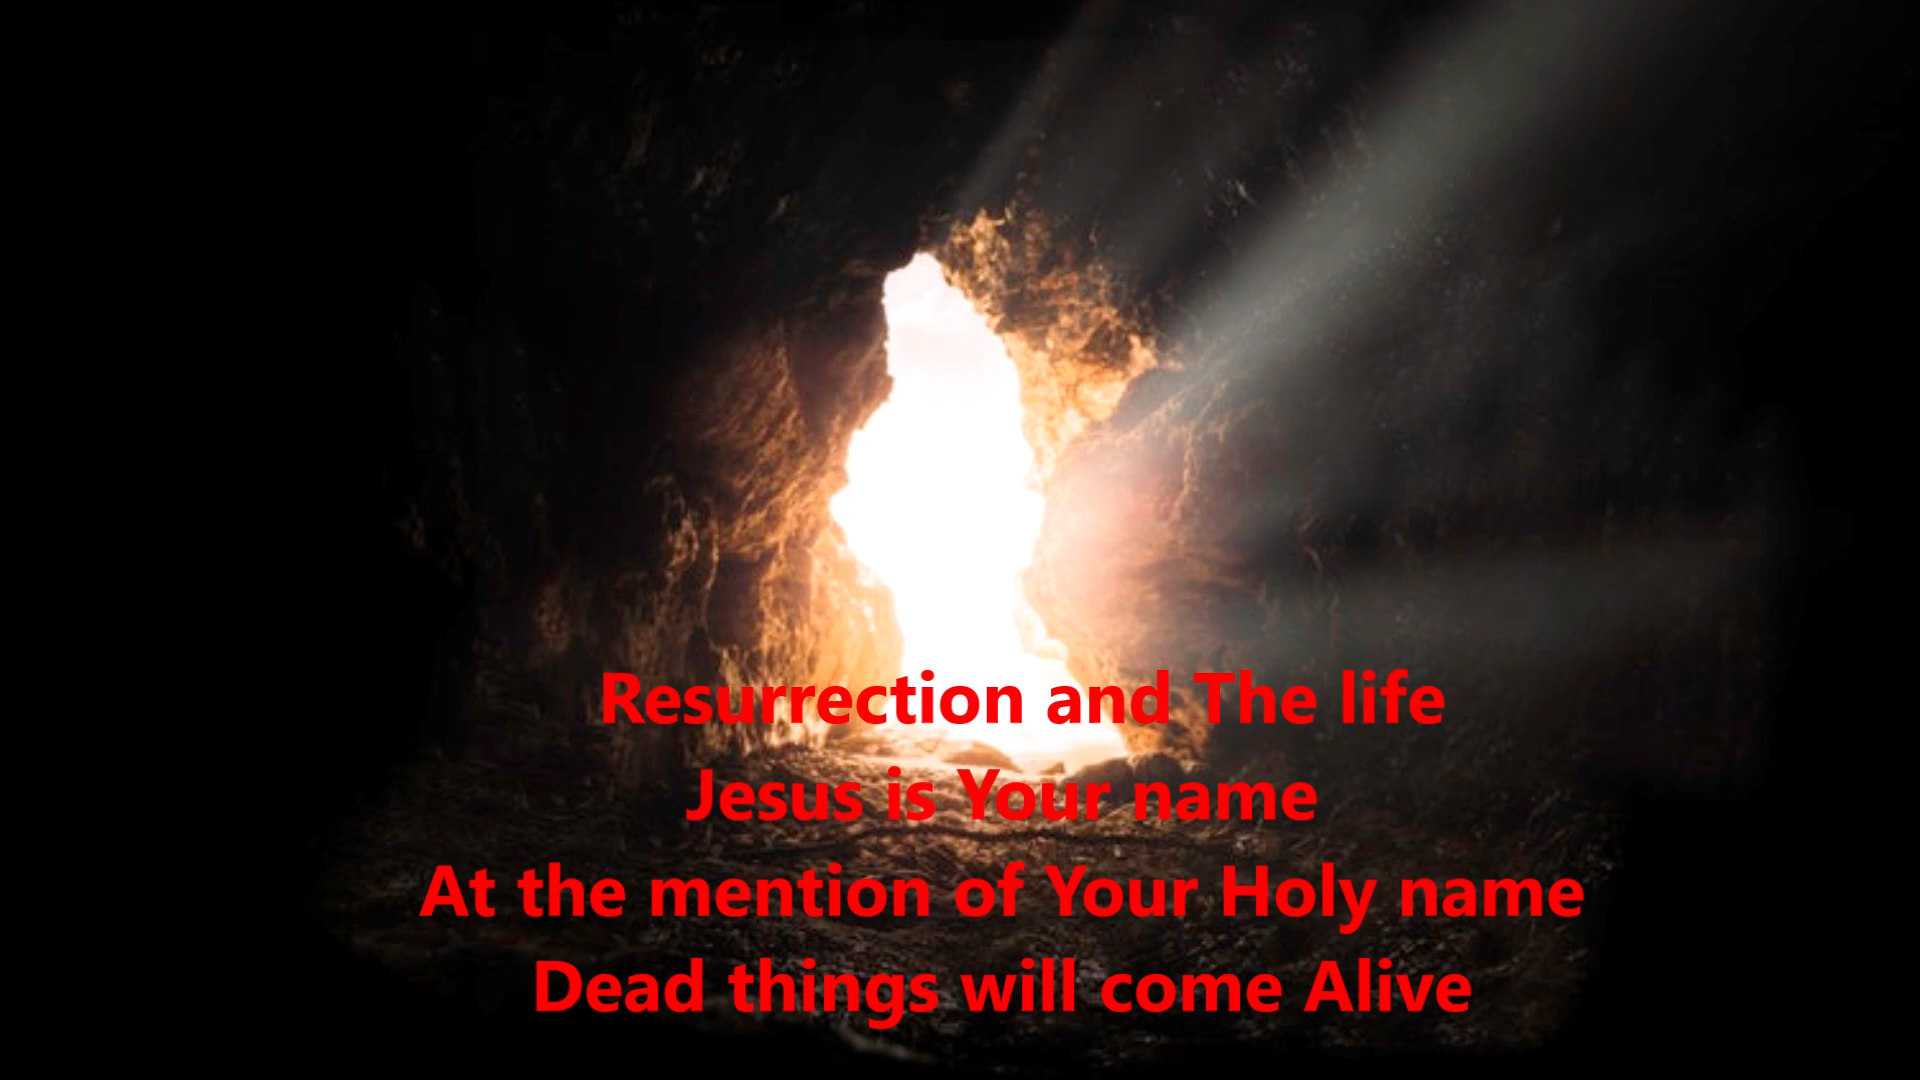 Resurrection and The life
Jesus is Your name
At the mention of Your Holy name
Dead things will come Alive